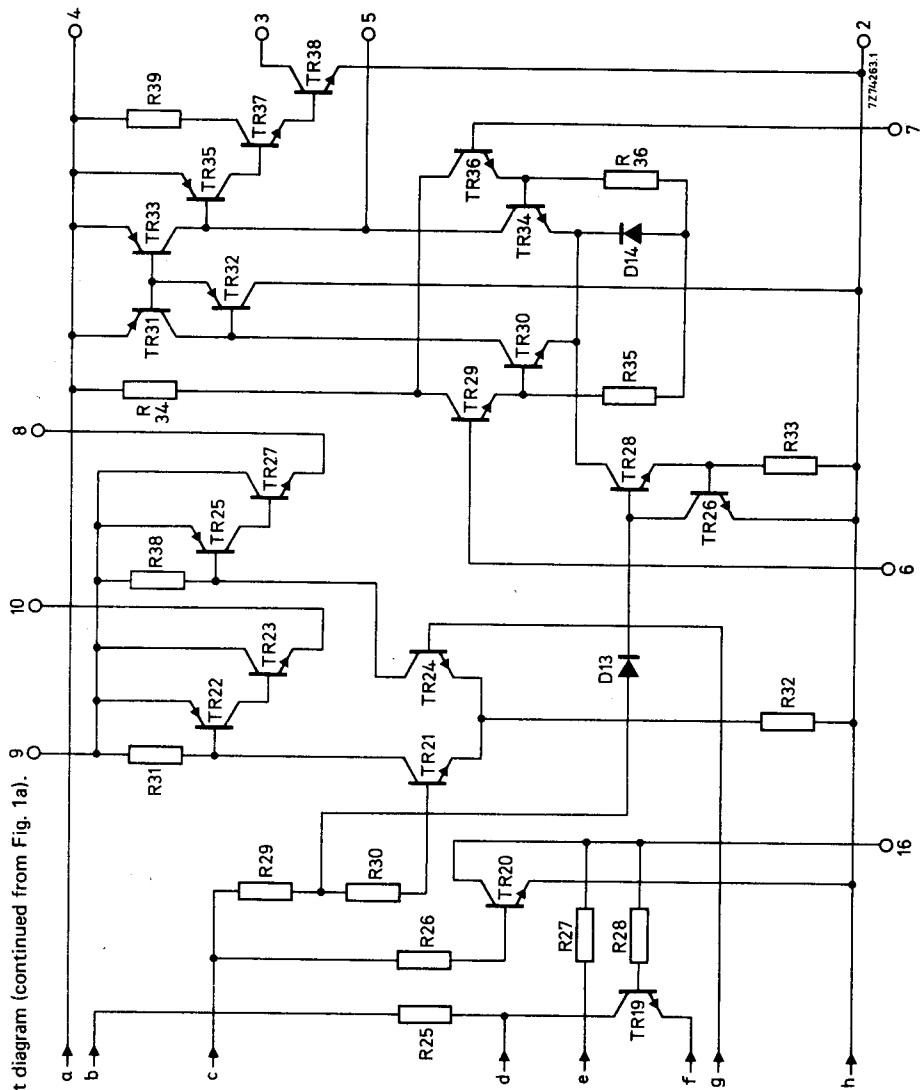 t diagram (continued from Fig. 1a).
9
10
8
4
3
5
2
7Z74263.1
7
6
16
a
b
c
d
e
f
g
h
R39
TR38
TR37
TR35
TR33
TR31
TR32
R
34
TR36
R
36
TR34
D14
TR30
TR29
R35
TR28
TR26
R33
R38
TR25
TR27
TR22
TR23
R31
TR24
TR21
D13
R32
R29
R30
R26
TR20
R27
R28
R25
TR19